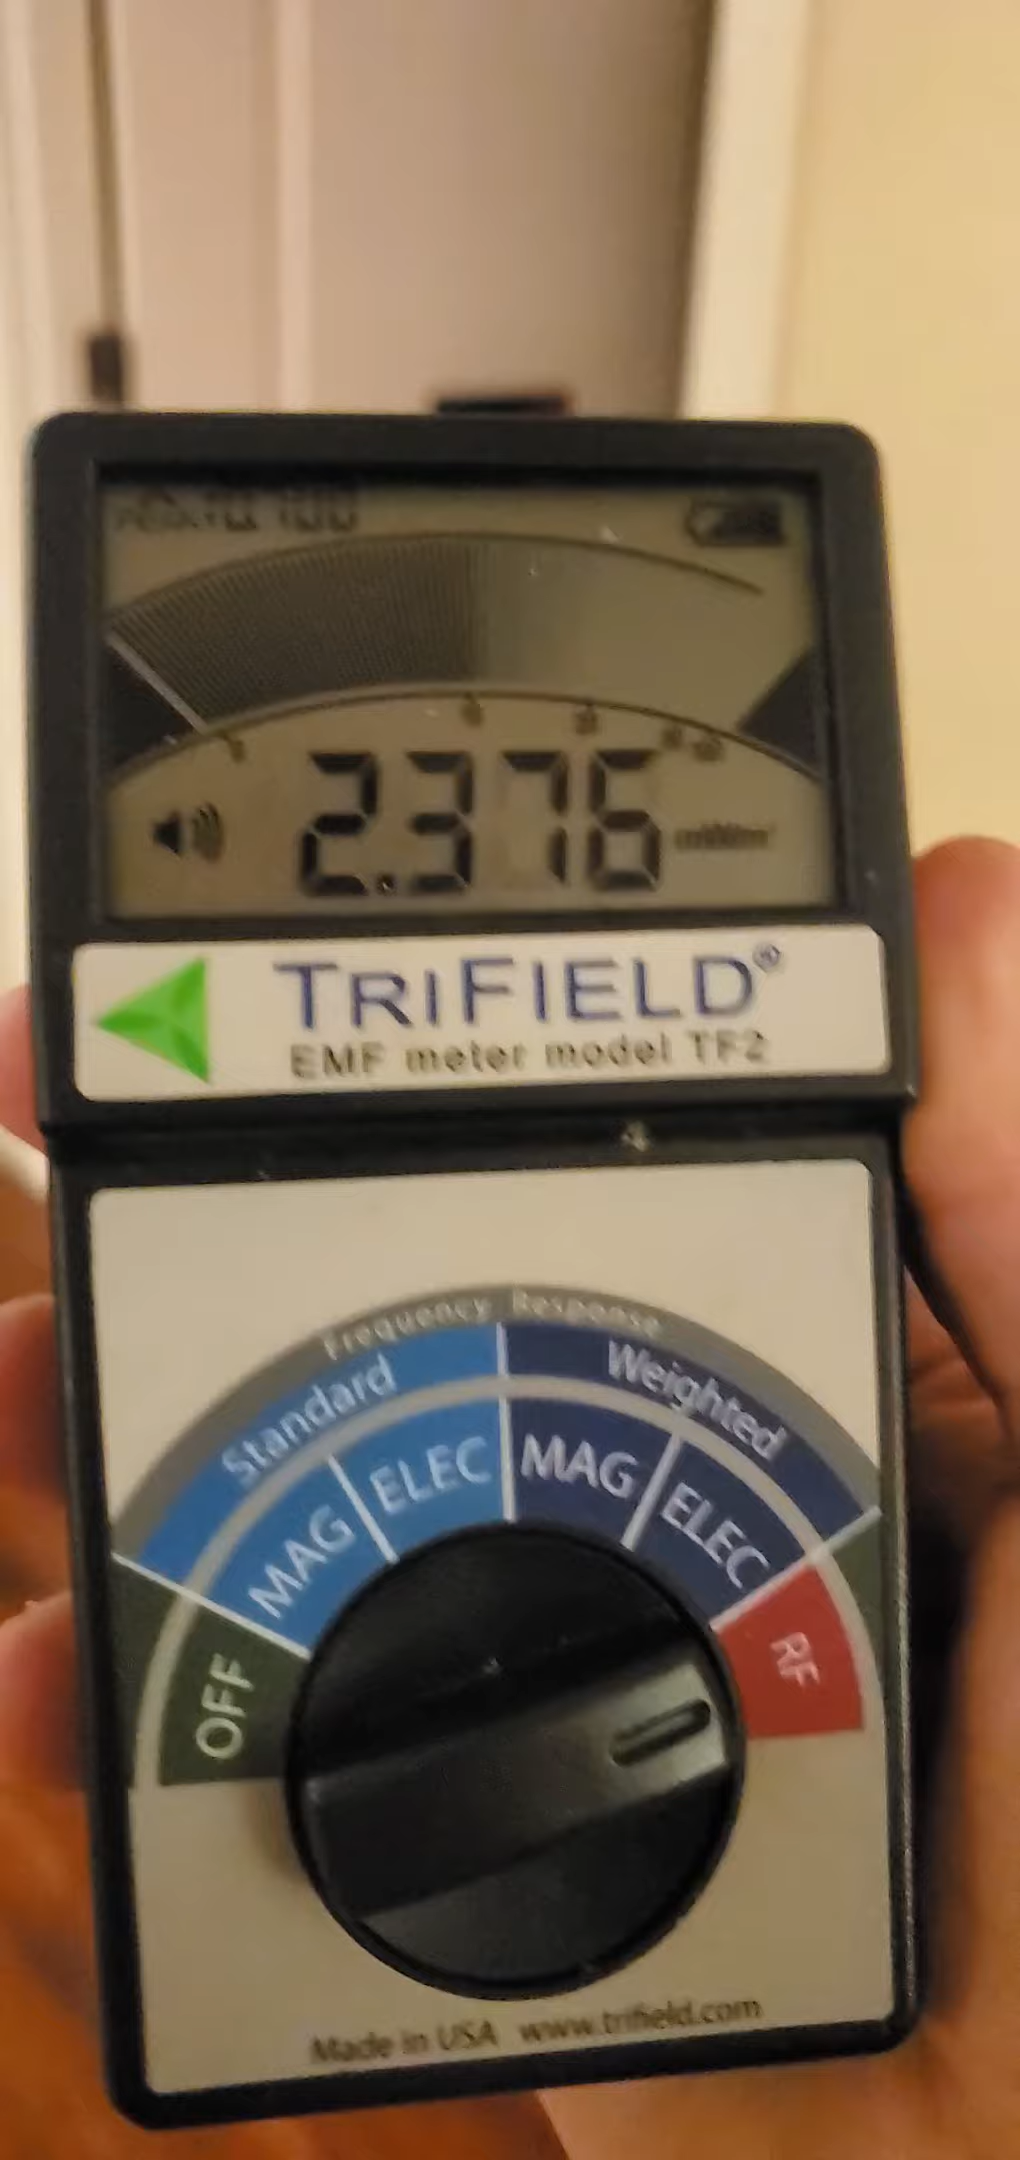 2.376
TRIFIELD®
EMF meter model TF2
Frequency Response
Standard
Weighted
OFF
MAG
ELEC
MAG
ELEC
RF
Made in USA www.trifield.com